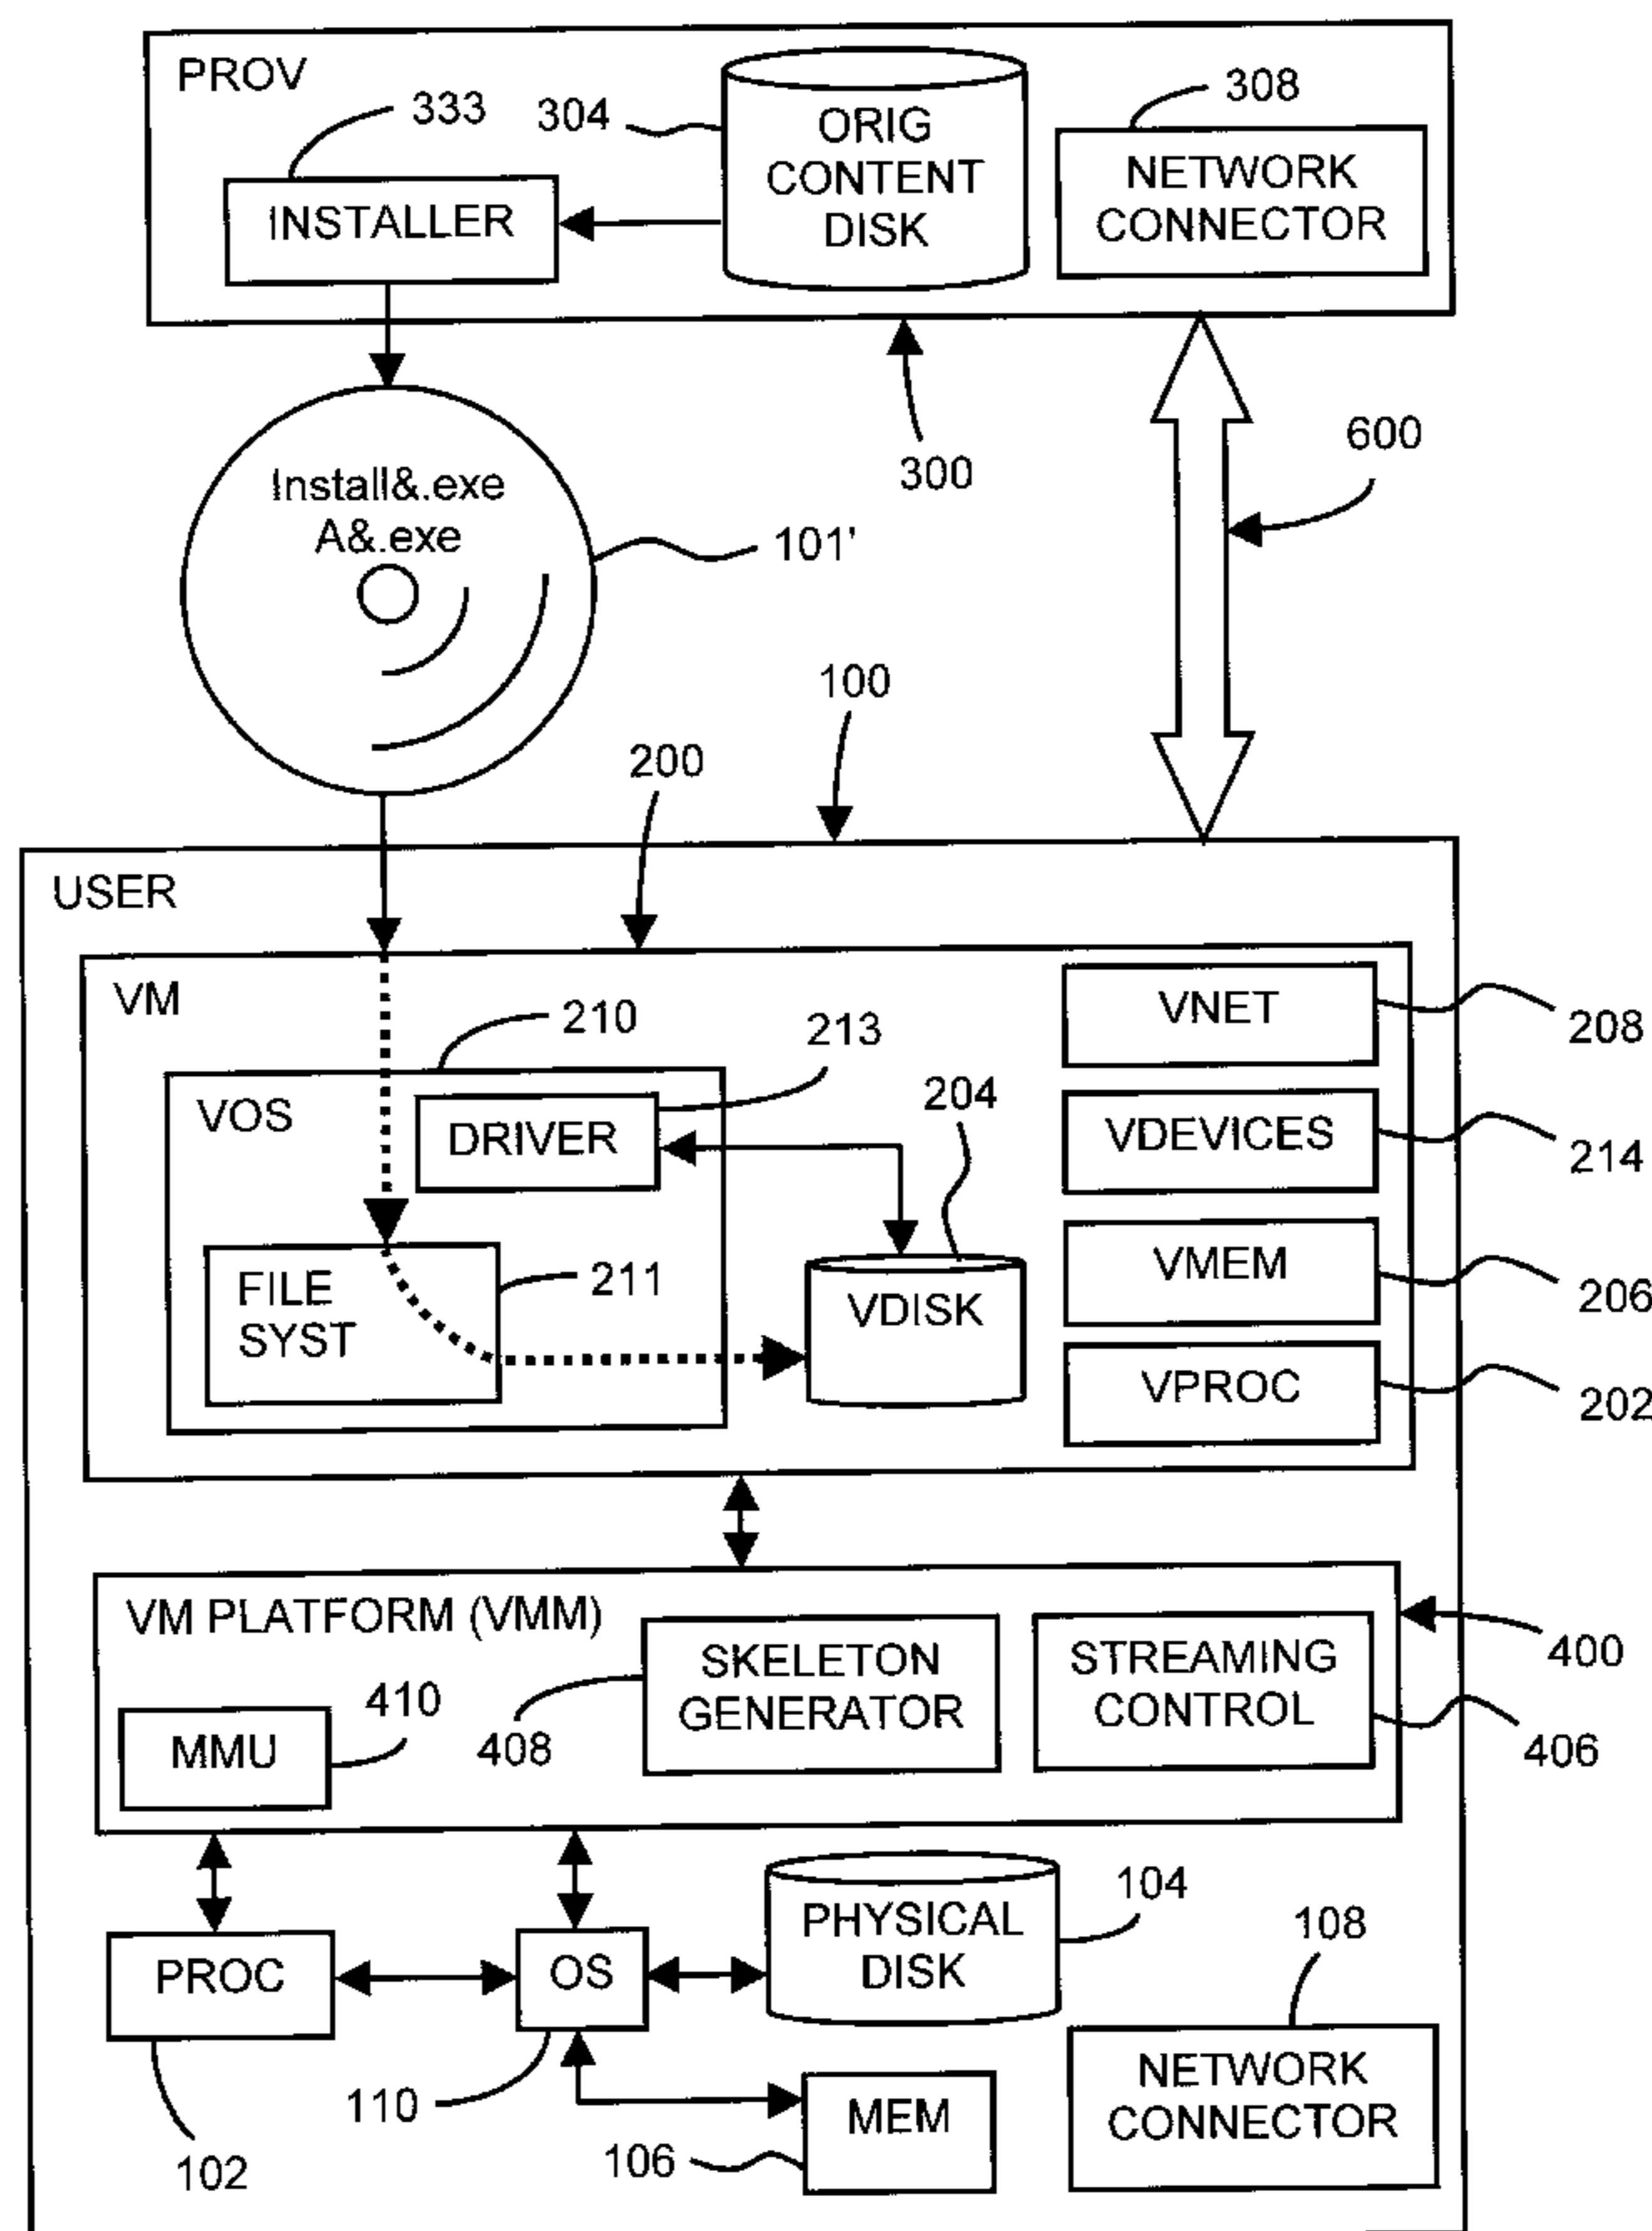 PROV
333
304
ORIG
CONTENT
DISK
308
NETWORK
CONNECTOR
INSTALLER
300
600
Install&.exe
A&.exe
101'
100
200
USER
VM
VNET
208
210
213
VOS
DRIVER
204
VDEVICES
214
FILE
SYST
211
VDISK
VMEM
206
VPROC
202
VM PLATFORM (VMM)
SKELETON
GENERATOR
STREAMING
CONTROL
400
410
MMU
408
406
PROC
OS
PHYSICAL
DISK
104
108
110
102
MEM
106
NETWORK
CONNECTOR